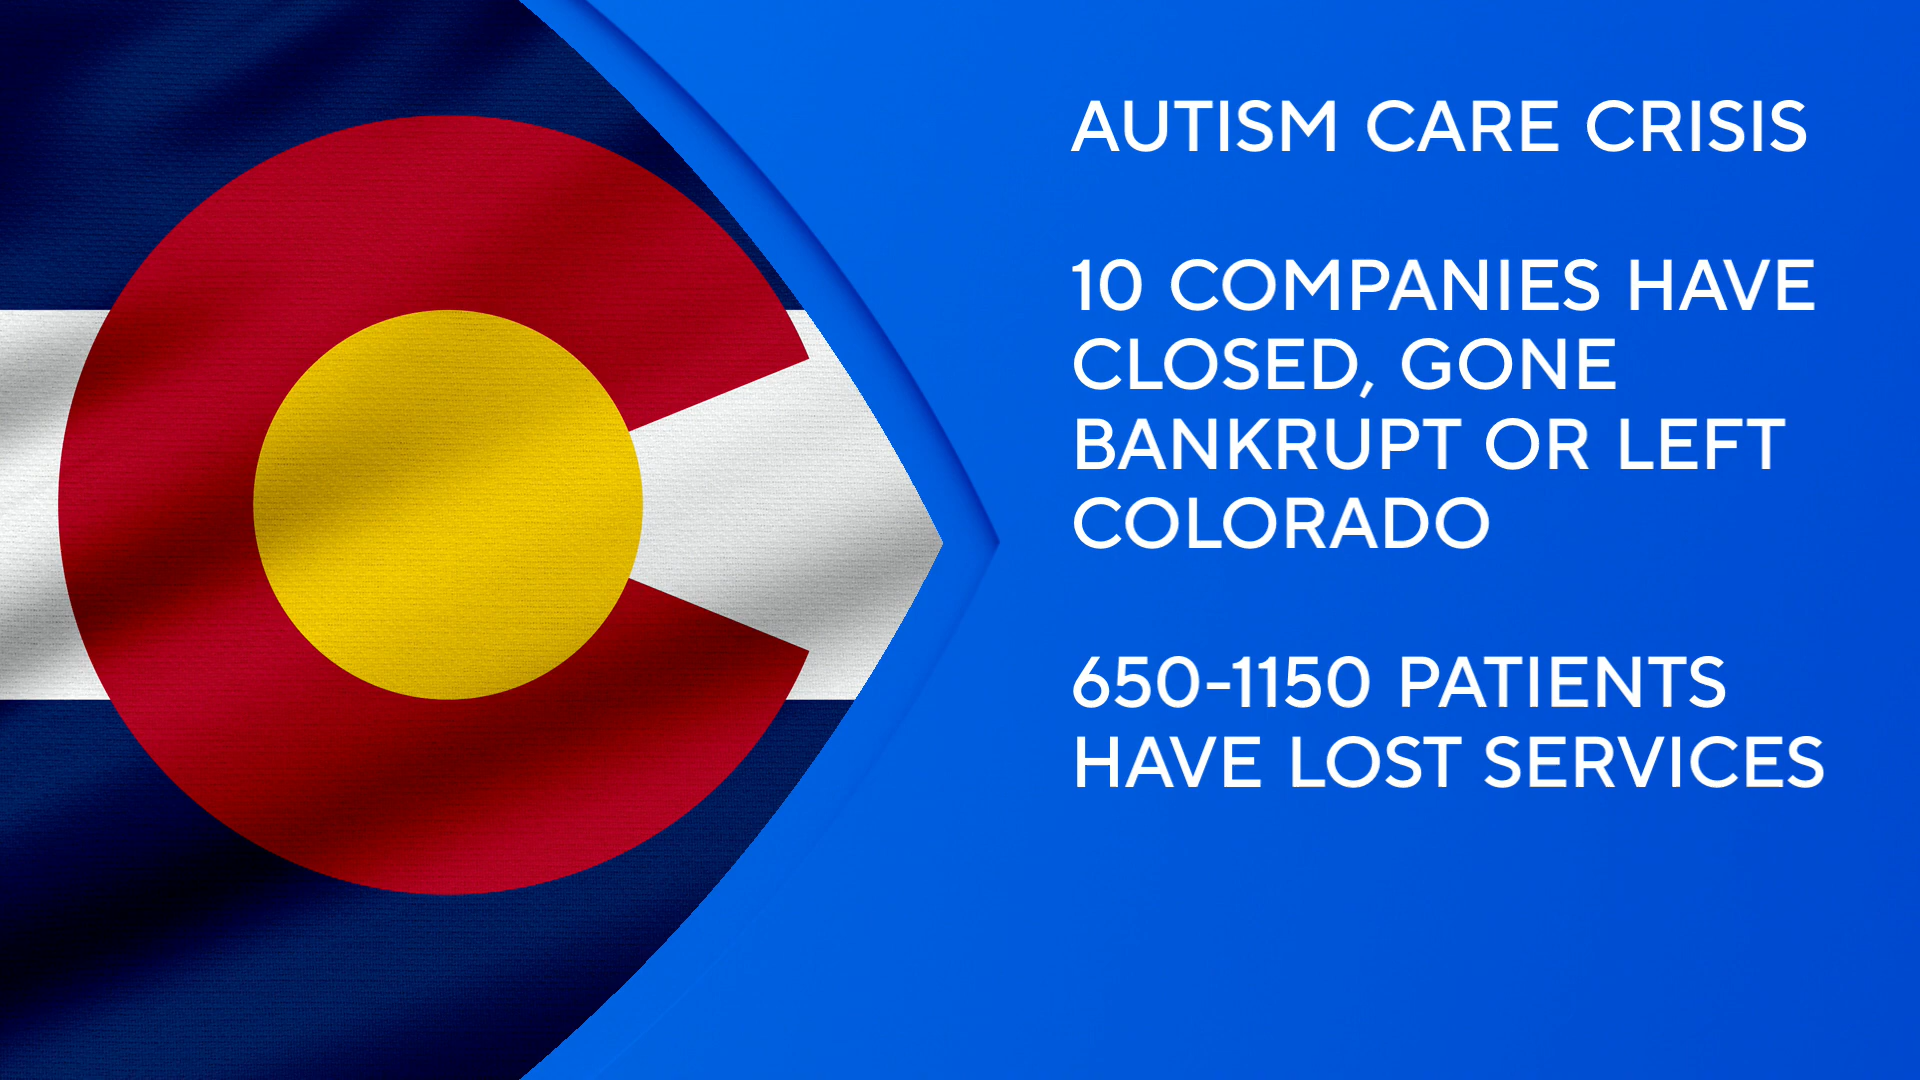 AUTISM CARE CRISIS
10 COMPANIES HAVE
CLOSED, GONE
BANKRUPT OR LEFT
COLORADO
650-1150 PATIENTS
HAVE LOST SERVICES